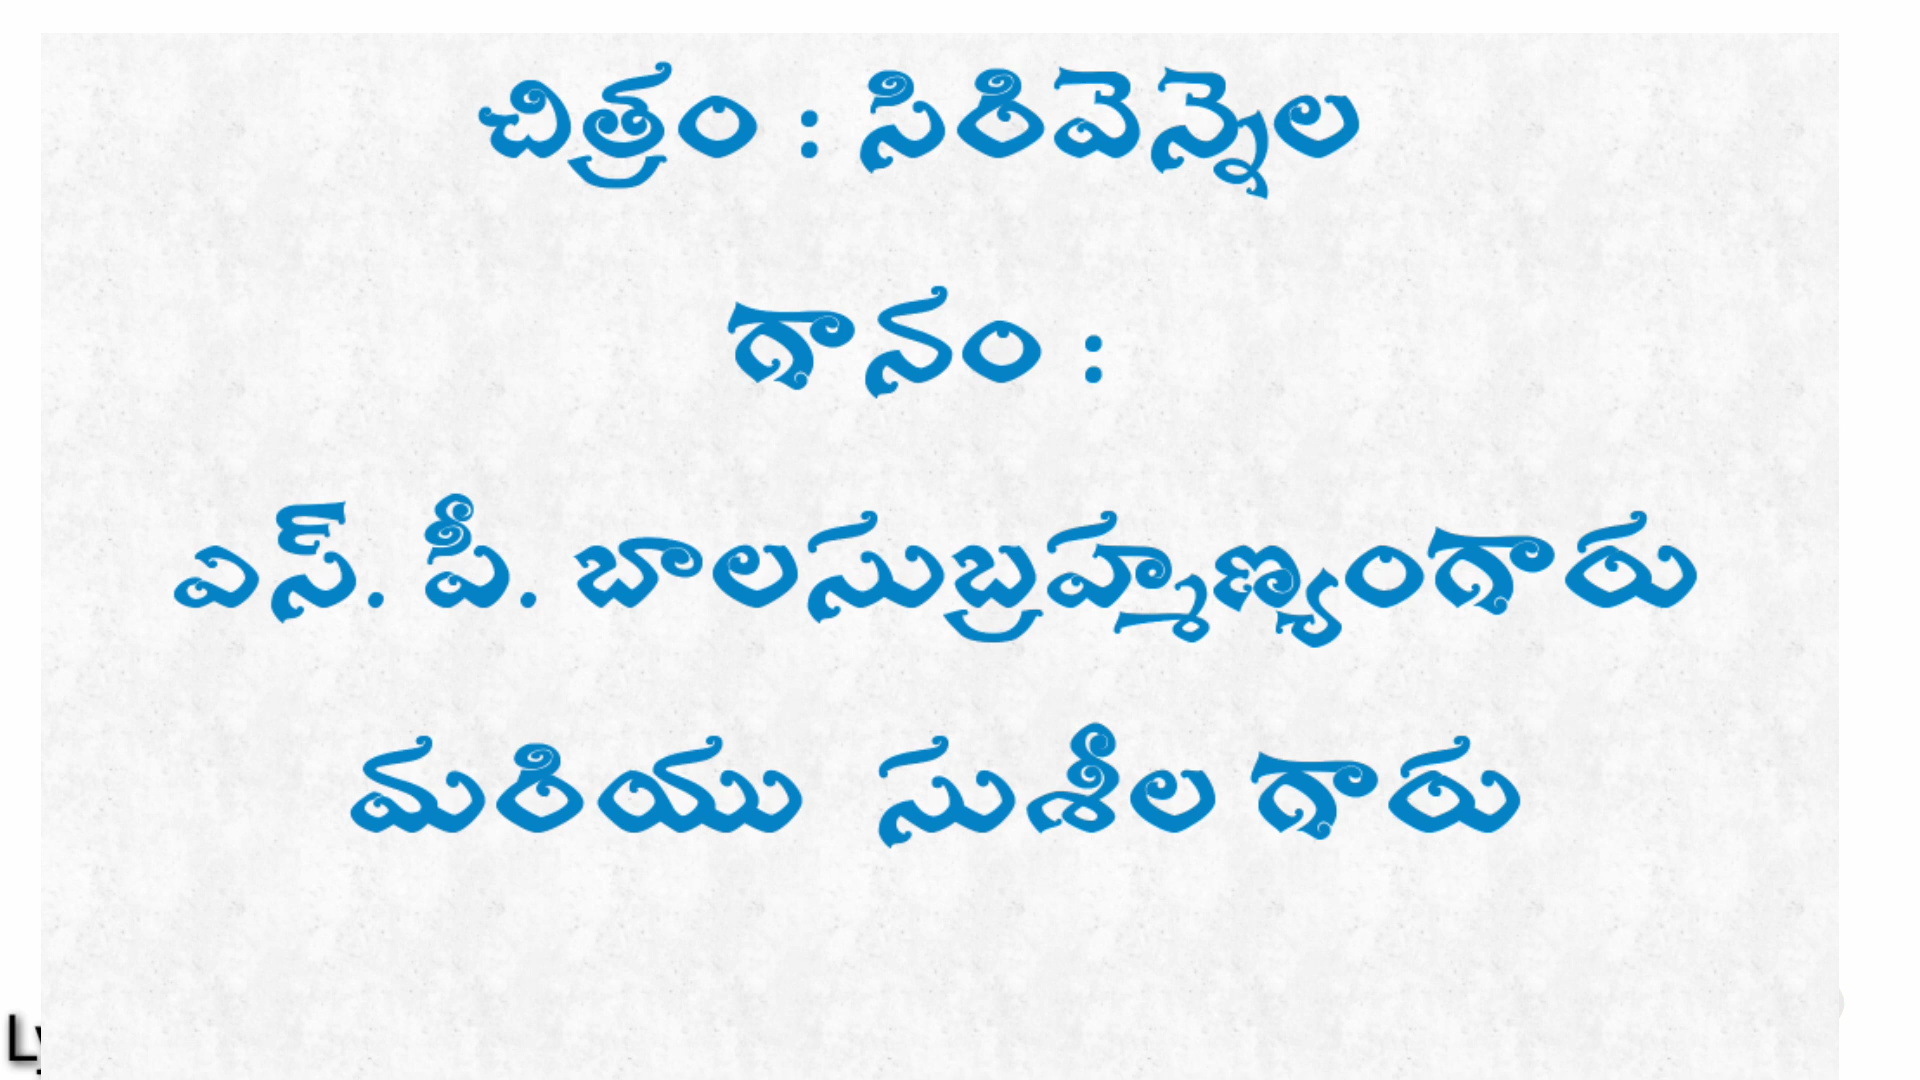 చిత్రం : సిరివెన్నెల
గానం :
ఎస్. పీ. బాలసుబ్రహ్మణ్యంగారు
మరియు సుశీల గారు